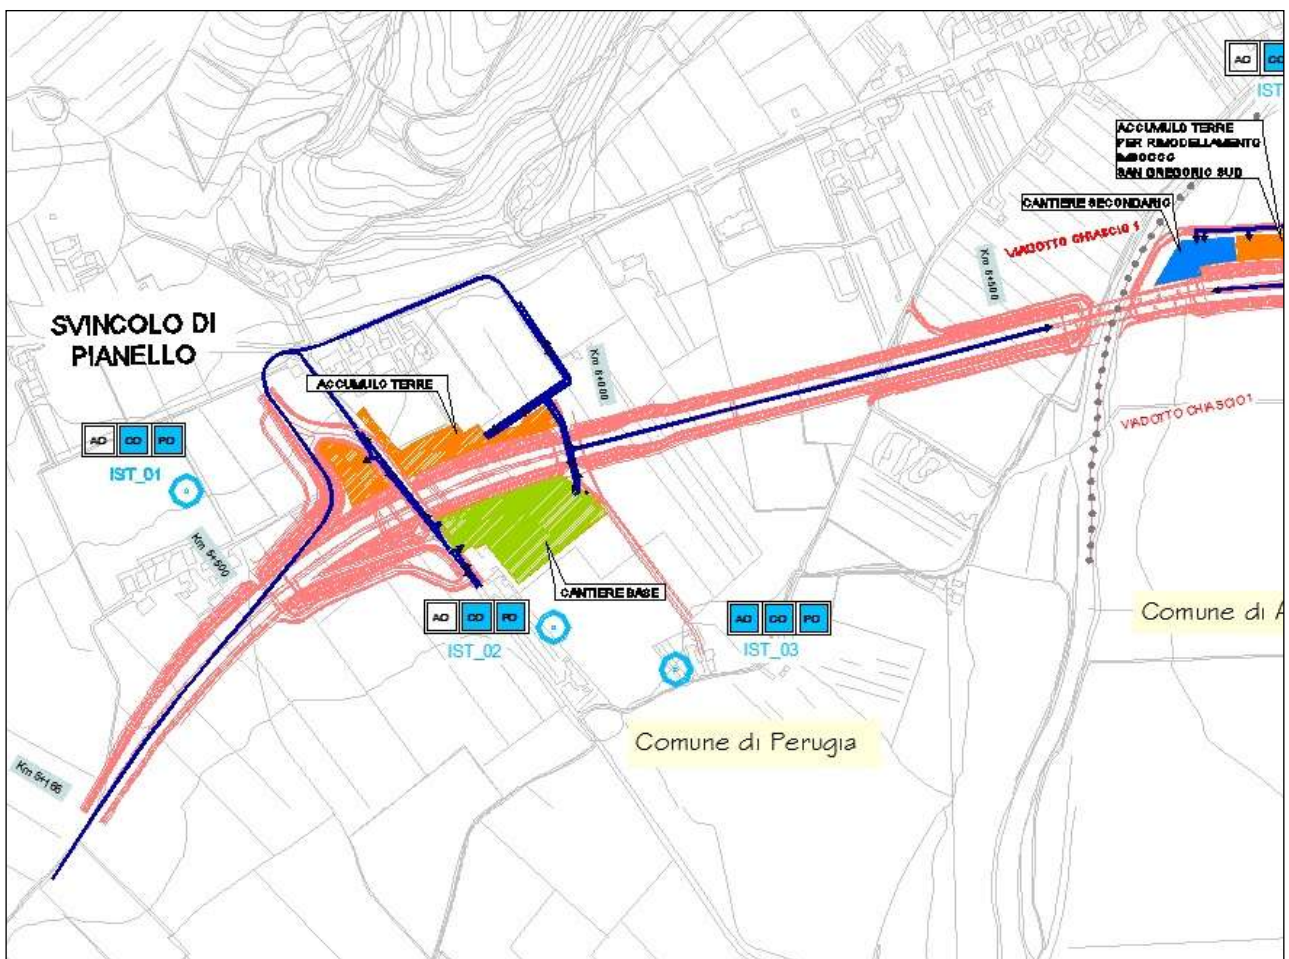 AO CO
IST
ACCUMULO TERRE
PER RIMODELLAMENTO
IMBOCCO
SAN GREGORIO SUD
CANTIERE SECONDARIO
VIADOTTO CHIASCIO 1
Km 6+500
SVINCOLO DI
PIANELLO
ACCUMULO TERRE
Km 6+000
VIADOTTO CHIASCIO 1
AO CO PO
IST_01
Km 5+500
CANTIERE BASE
AO CO PO
IST_02
AO CO PO
IST_03
Comune di A
Comune di Perugia
Km 5+166